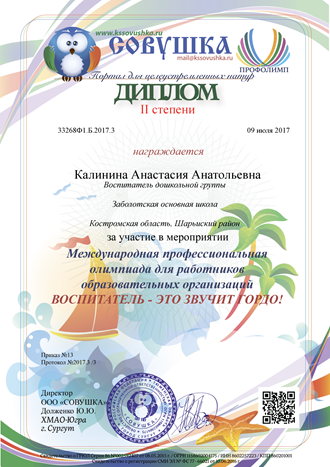 www.kssovushka.ru
СОВУШКА
mail@kssovushka.ru
ПРОФОЛИМП
Портал для целеустремленных натур
ДИПЛОМ
II степени
33268Ф1.Б.2017.3
09 июля 2017
награждается
Калинина Анастасия Анатольевна
Воспитатель дошкольной группы
Заболотская основная школа
Костромская область, Шарьиский район
за участие в мероприятии
Международная профессиональная
олимпиада для работников
образовательных организаций
ВОСПИТАТЕЛЬ - ЭТО ЗВУЧИТ ГОРДО!
Приказ №13
Протокол №2017.3 /3
Директор
ООО «СОВУШКА»
Долженко Ю.Ю.
ХМАО-Югра
г. Сургут